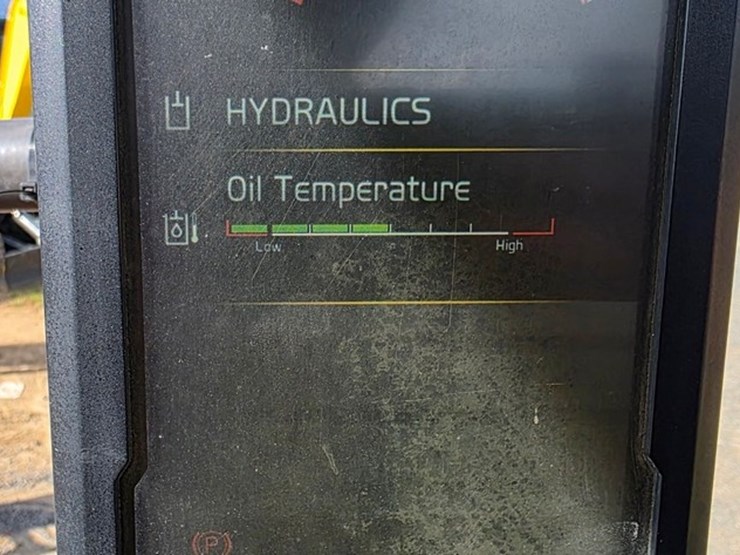 HYDRAULICS
Oil Temperature
Low High
P